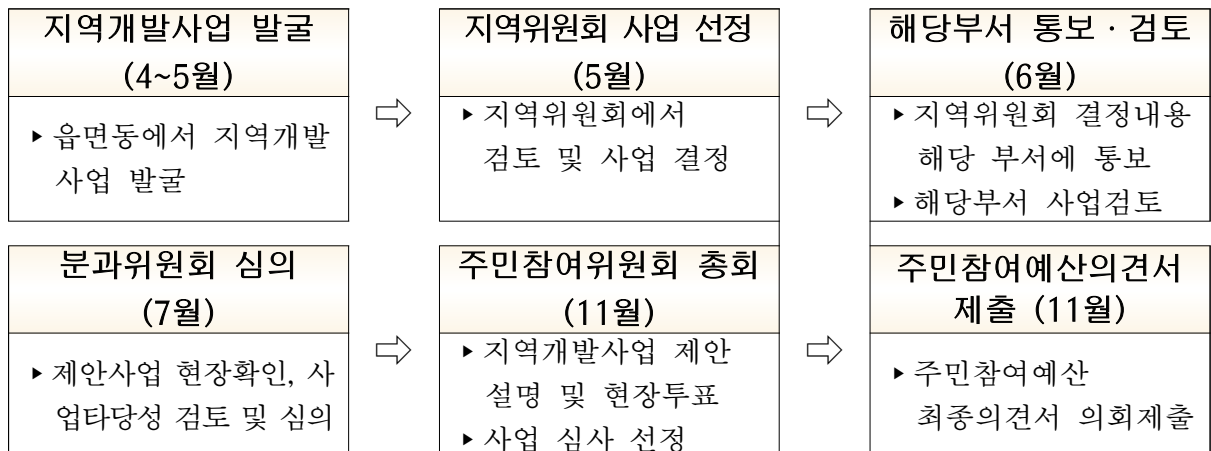 지역개발사업 발굴
(4~5월)
▸ 읍면동에서 지역개발
사업 발굴
⇨
지역위원회 사업 선정
(5월)
▸ 지역위원회에서
검토 및 사업 결정
⇨
해당부서 통보 · 검토
(6월)
▸ 지역위원회 결정내용
해당 부서에 통보
▸ 해당부서 사업검토
분과위원회 심의
(7월)
▸ 제안사업 현장확인, 사
업타당성 검토 및 심의
⇨
주민참여위원회 총회
(11월)
▸ 지역개발사업 제안
설명 및 현장투표
▸ 사업 심사 선정
⇨
주민참여예산의견서
제출 (11월)
▸ 주민참여예산
최종의견서 의회제출